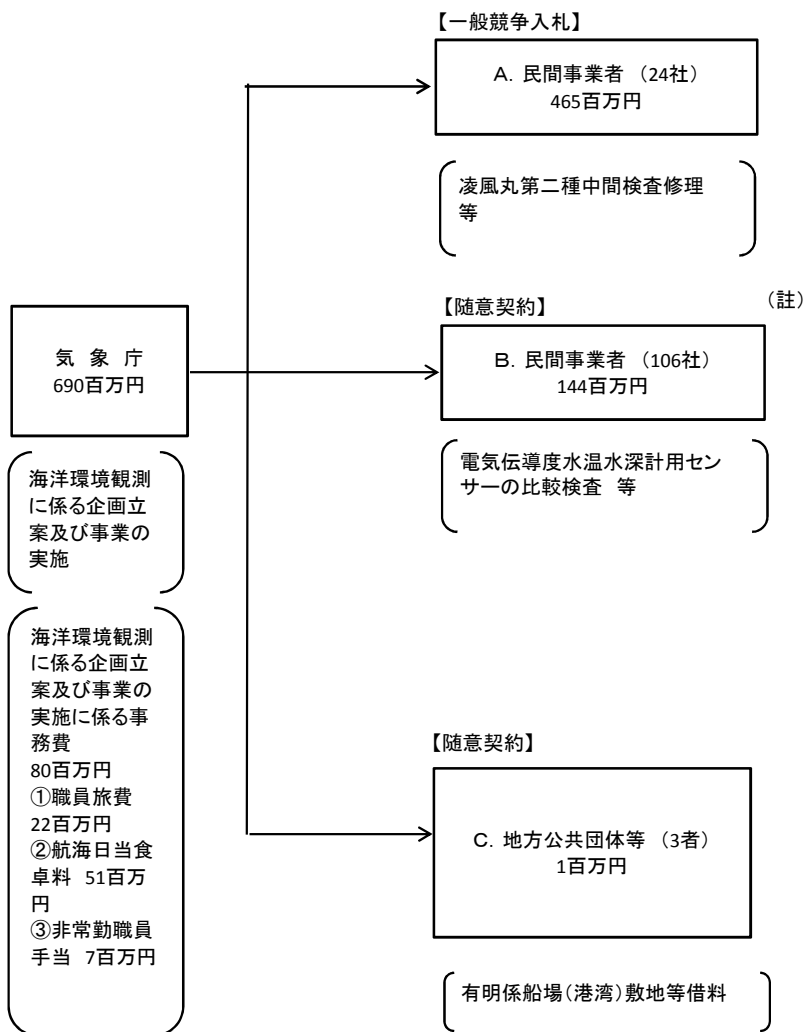 【一般競争入札】
A. 民間事業者 （24社）
465百万円
凌風丸第二種中間検査修理
等
【随意契約】
（註）
気 象 庁
690百万円
B. 民間事業者 （106社）
144百万円
海洋環境観測
に係る企画立
案及び事業の
実施
電気伝導度水温水深計用セン
サーの比較検査 等
海洋環境観測
に係る企画立
案及び事業の
実施に係る事
務費
80百万円
①職員旅費
22百万円
②航海日当食
卓料 51百万
円
③非常勤職員
手当 7百万円
【随意契約】
C. 地方公共団体等 （3者）
1百万円
有明係船場（港湾）敷地等借料